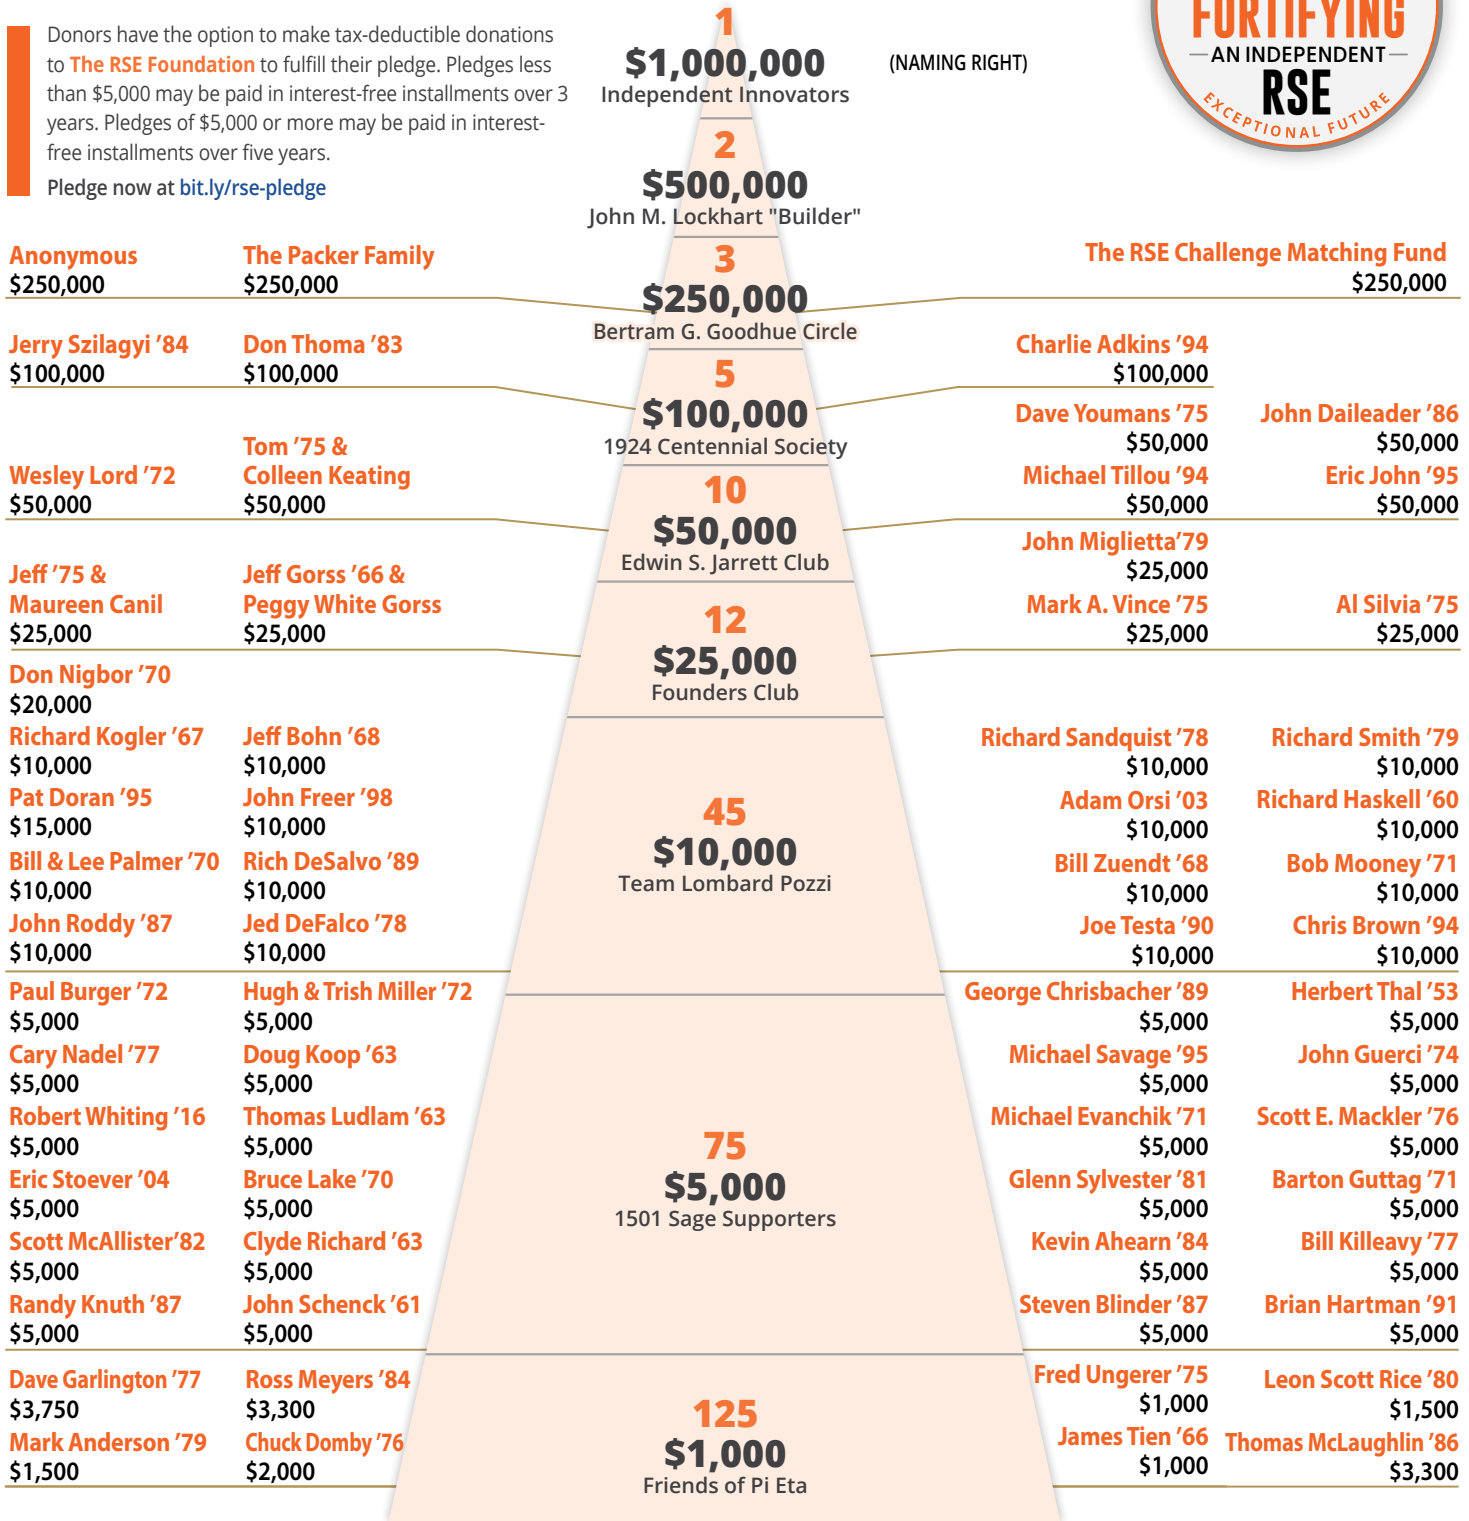 Donors have the option to make tax-deductible donations
to The RSE Foundation to fulfill their pledge. Pledges less
than $5,000 may be paid in interest-free installments over 3
years. Pledges of $5,000 or more may be paid in interest-
free installments over five years.
Pledge now at bit.ly/rse-pledge
FORTIFYING
AN INDEPENDENT
RSE
EXCEPTIONAL FUTURE
1
$1,000,000
(NAMING RIGHT)
Independent Innovators
2
$500,000
John M. Lockhart "Builder"
3
$250,000
Bertram G. Goodhue Circle
5
$100,000
1924 Centennial Society
10
$50,000
Edwin S. Jarrett Club
12
$25,000
Founders Club
45
$10,000
Team Lombard Pozzi
75
$5,000
1501 Sage Supporters
125
$1,000
Friends of Pi Eta
Anonymous
$250,000
The Packer Family
$250,000
Jerry Szilagyi ’84
$100,000
Don Thoma ’83
$100,000
Wesley Lord ’72
$50,000
Tom ’75 &
Colleen Keating
$50,000
Jeff ’75 &
Maureen Canil
$25,000
Jeff Gorss ’66 &
Peggy White Gorss
$25,000
Don Nigbor ’70
$20,000
Richard Kogler ’67
$10,000
Jeff Bohn ’68
$10,000
Pat Doran ’95
$15,000
John Freer ’98
$10,000
Bill & Lee Palmer ’70
$10,000
Rich DeSalvo ’89
$10,000
John Roddy ’87
$10,000
Jed DeFalco ’78
$10,000
Paul Burger ’72
$5,000
Hugh & Trish Miller ’72
$5,000
Cary Nadel ’77
$5,000
Doug Koop ’63
$5,000
Robert Whiting ’16
$5,000
Thomas Ludlam ’63
$5,000
Eric Stoever ’04
$5,000
Bruce Lake ’70
$5,000
Scott McAllister’82
$5,000
Clyde Richard ’63
$5,000
Randy Knuth ’87
$5,000
John Schenck ’61
$5,000
Dave Garlington ’77
$3,750
Ross Meyers ’84
$3,300
Mark Anderson ’79
$1,500
Chuck Domby ’76
$2,000
The RSE Challenge Matching Fund
$250,000
Charlie Adkins ’94
$100,000
Dave Youmans ’75
$50,000
John Daileader ’86
$50,000
Michael Tillou ’94
$50,000
Eric John ’95
$50,000
John Miglietta’79
$25,000
Mark A. Vince ’75
$25,000
Al Silvia ’75
$25,000
Richard Sandquist ’78
$10,000
Richard Smith ’79
$10,000
Adam Orsi ’03
$10,000
Richard Haskell ’60
$10,000
Bill Zuendt ’68
$10,000
Bob Mooney ’71
$10,000
Joe Testa ’90
$10,000
Chris Brown ’94
$10,000
George Chrisbacher ’89
$5,000
Herbert Thal ’53
$5,000
Michael Savage ’95
$5,000
John Guerci ’74
$5,000
Michael Evanchik ’71
$5,000
Scott E. Mackler ’76
$5,000
Glenn Sylvester ’81
$5,000
Barton Guttag ’71
$5,000
Kevin Ahearn ’84
$5,000
Bill Killeavy ’77
$5,000
Steven Blinder ’87
$5,000
Brian Hartman ’91
$5,000
Fred Ungerer ’75
$1,000
Leon Scott Rice ’80
$1,500
James Tien ’66
$1,000
Thomas McLaughlin ’86
$3,300